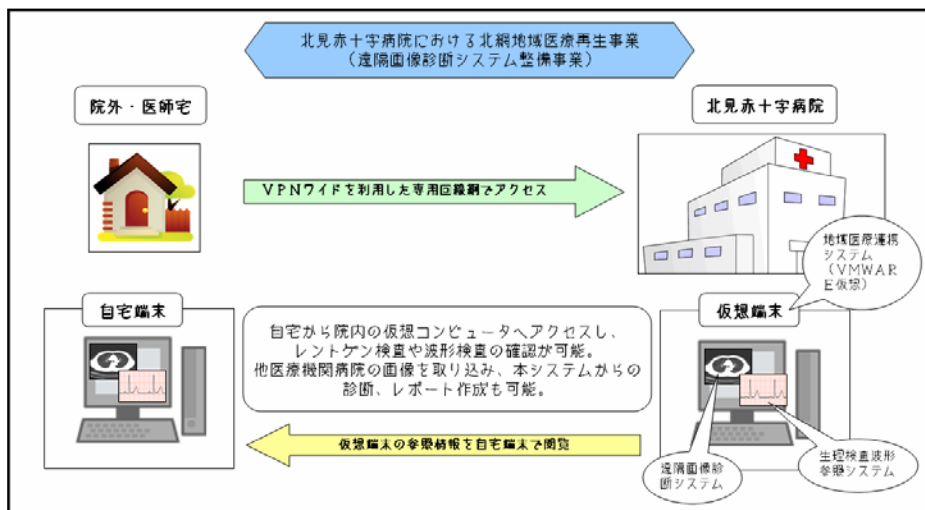 北見赤十字病院における北網地域医療再生事業
（遠隔画像診断システム整備事業）
院外・医師宅
北見赤十字病院
VPNワイドを利用した専用回線網でアクセス
地域医療連携
システム
（VMWAR
E仮想）
自宅端末
仮想端末
自宅から院内の仮想コンピュータへアクセスし、
レントゲン検査や波形検査の確認が可能。
他医療機関病院の画像を取り込み、本システムからの
診断、レポート作成も可能。
仮想端末の参照情報を自宅端末で閲覧
遠隔画像診
断システム
生理検査波形
参照システム